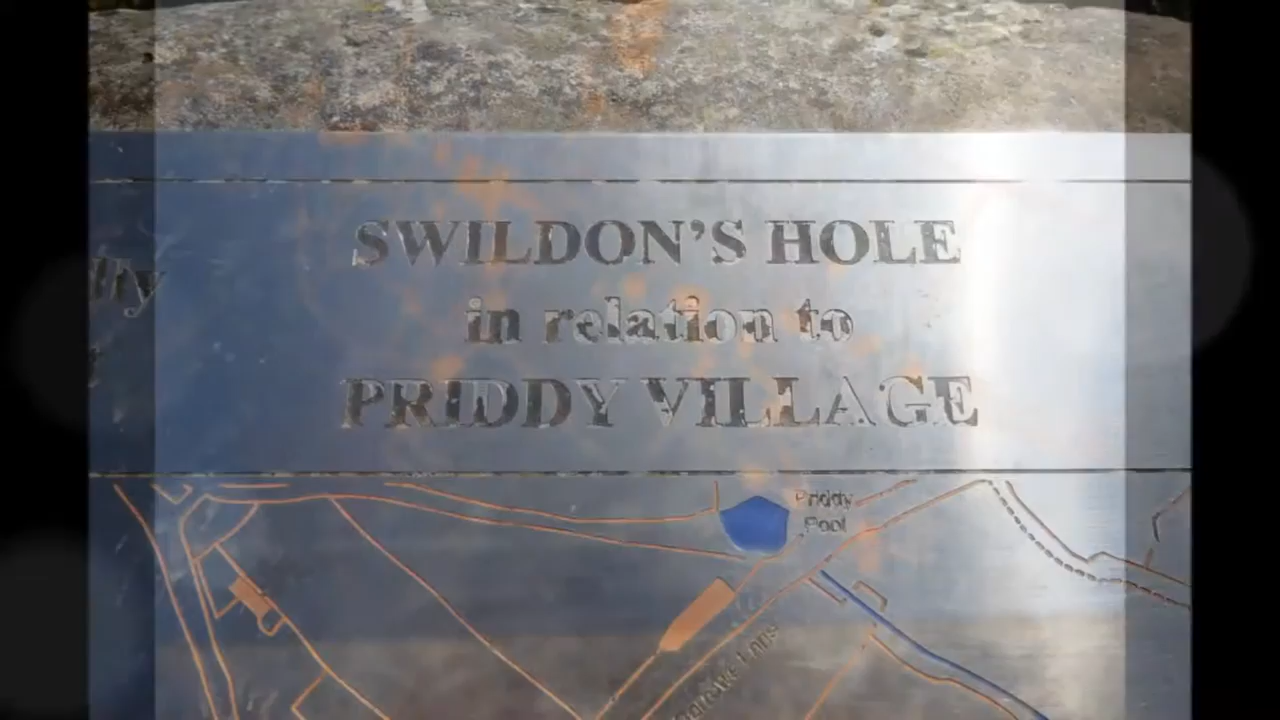 SWILDON'S HOLE
in relation to
PRIDDY VILLAGE
Priddy
Pool